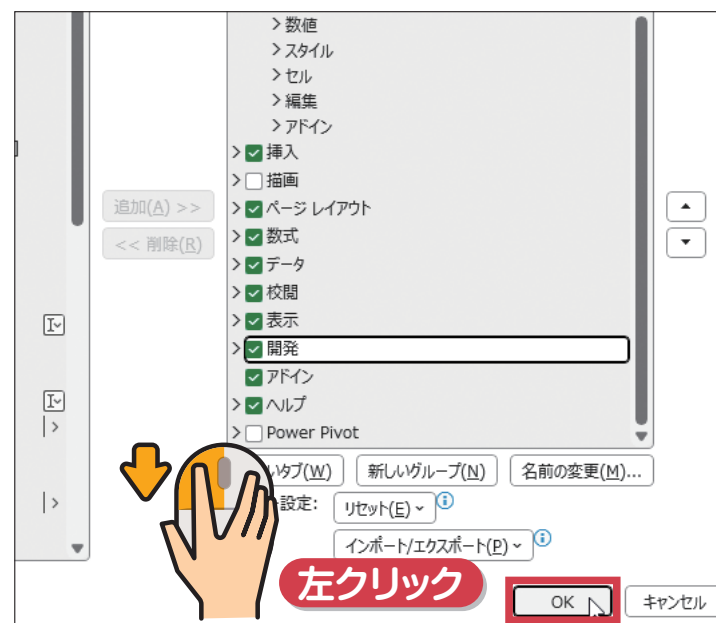 数値
スタイル
セル
編集
アドイン
挿入
描画
追加(A) >>
ページ レイアウト
<< 削除(R)
数式
データ
校閲
表示
開発
アドイン
ヘルプ
Power Pivot
いタブ(W)
新しいグループ(N)
名前の変更(M)...
設定:
リセット(E)
インポート/エクスポート(P)
左クリック
OK
キャンセル